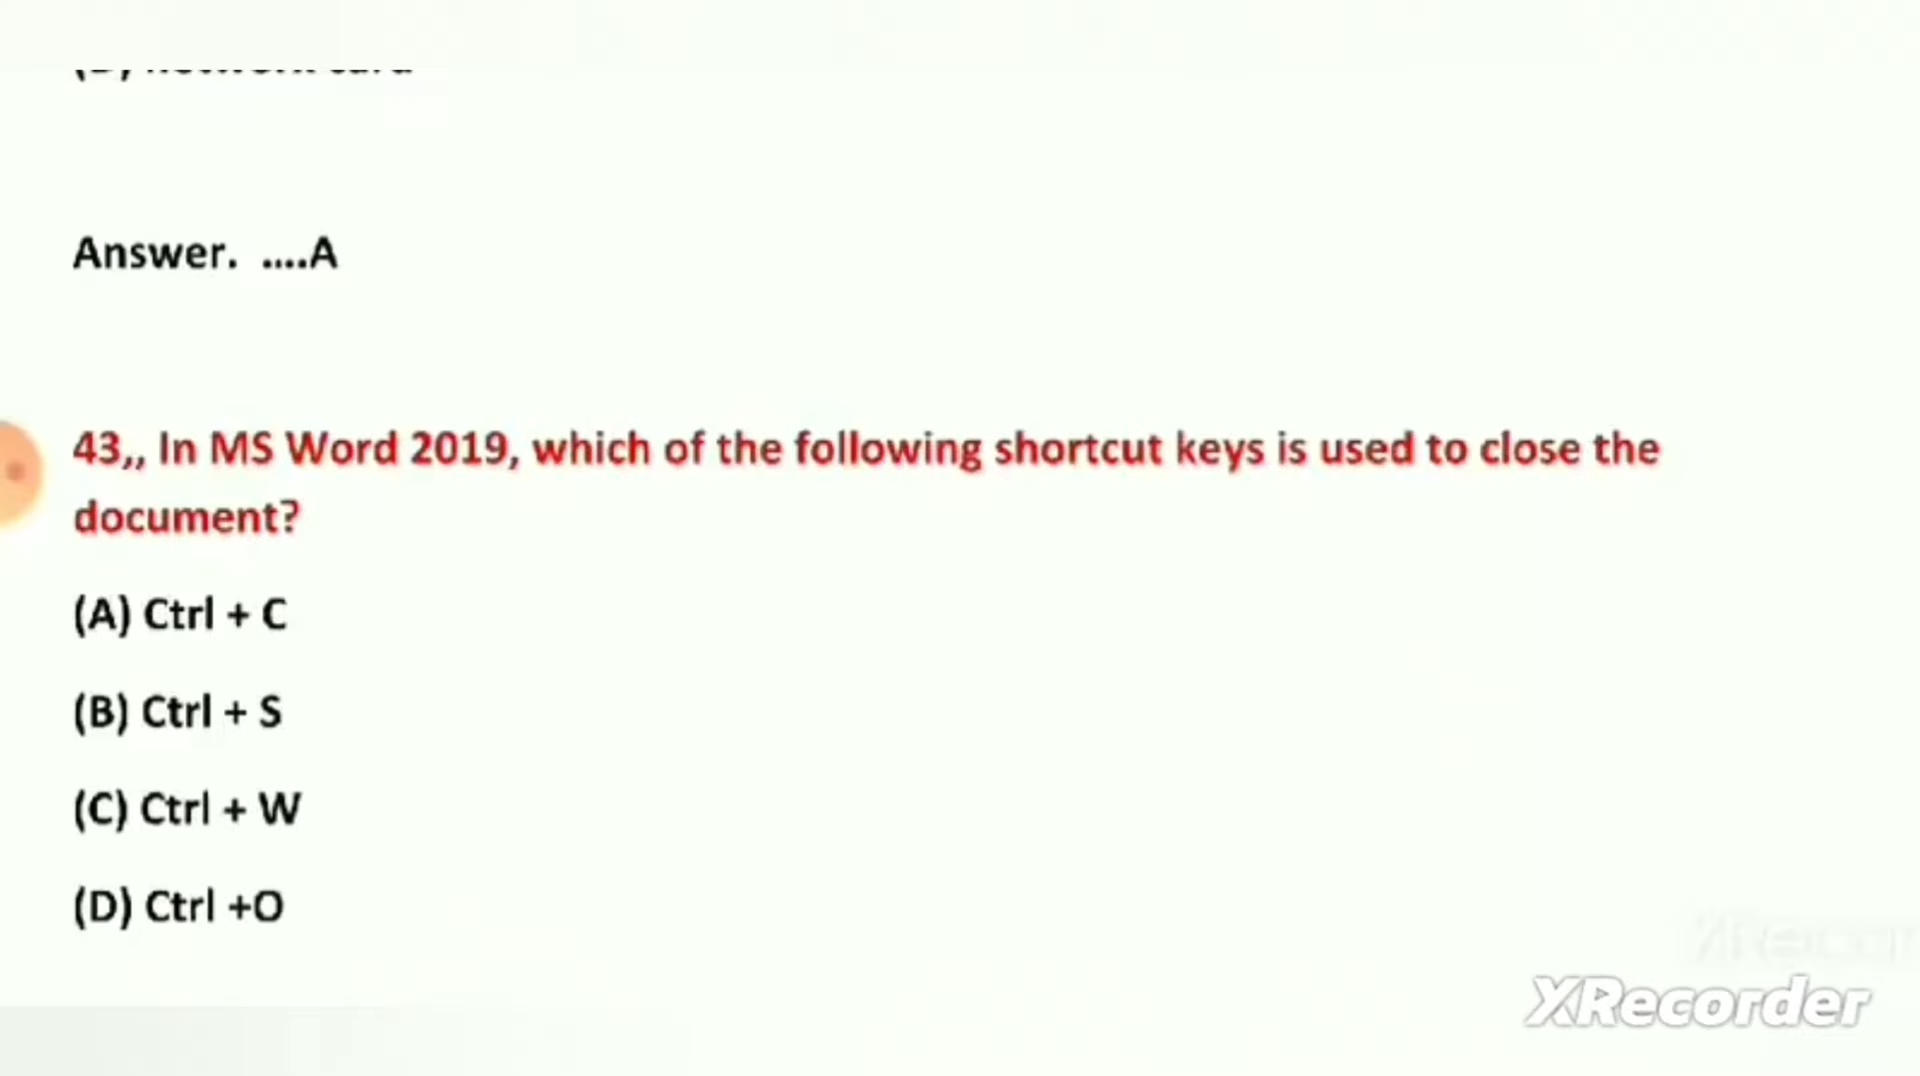 Answer. ....A
43,, In MS Word 2019, which of the following shortcut keys is used to close the
document?
(A) Ctrl + C
(B) Ctrl + S
(C) Ctrl + W
(D) Ctrl +O
XRecorder